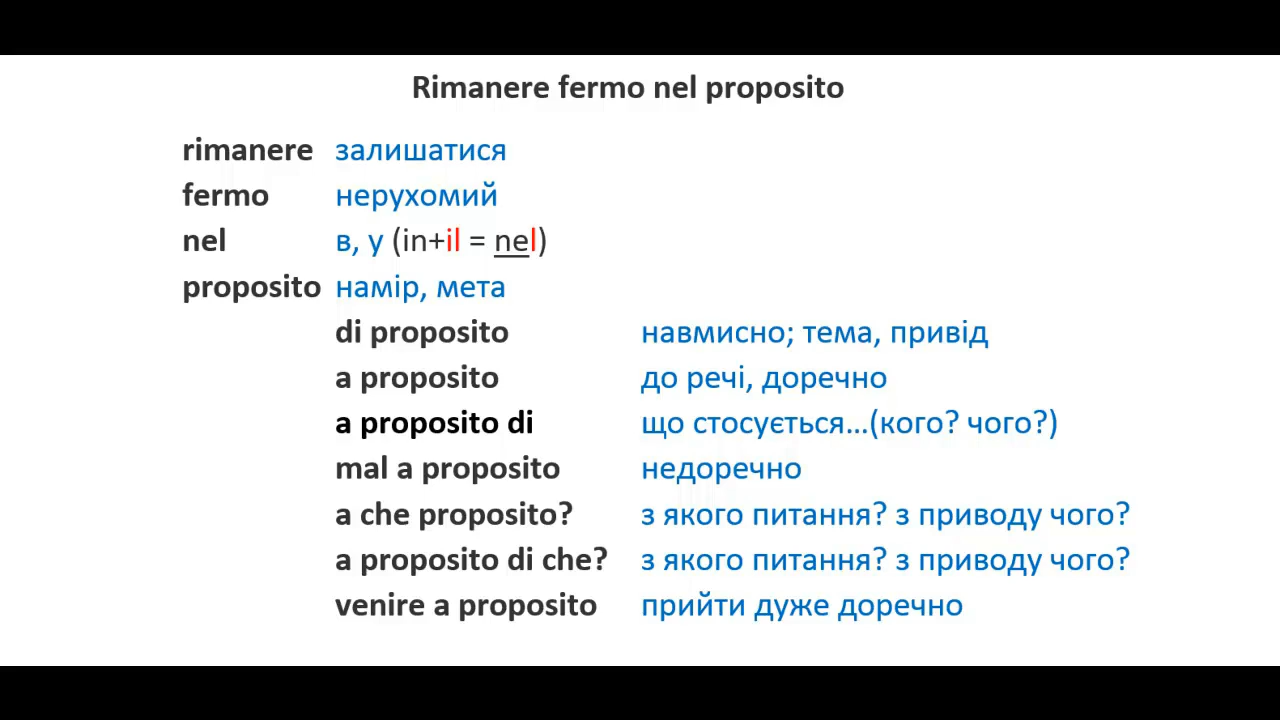 Rimanere fermo nel proposito
rimanere залишатися
fermo нерухомий
nel в, у (in+il = nel)
proposito намір, мета
di proposito навмисно; тема, привід
a proposito до речі, доречно
a proposito di що стосується...(кого? чого?)
mal a proposito недоречно
a che proposito? з якого питання? з приводу чого?
a proposito di che? з якого питання? з приводу чого?
venire a proposito прийти дуже доречно